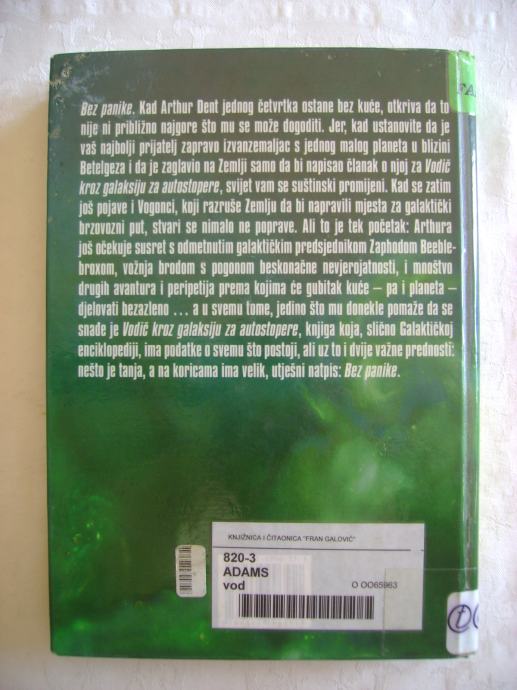 Bez panike. Kad Arthur Dent jednog četvrtka ostane bez kuće, otkriva da to
nije ni približno najgore što mu se može dogoditi. Jer, kad ustanovite da je
vaš najbolji prijatelj zapravo izvanzemaljac s jednog malog planeta u blizini
Betelgeza i da je zaglavio na Zemlji samo da bi napisao članak o njoj za Vodič
kroz galaksiju za autostopere, svijet vam se suštinski promijeni. Kad se zatim
još pojave i Vogonci, koji razruše Zemlju da bi napravili mjesta za galaktički
brzovozni put, stvari se nimalo ne poprave. Ali to je tek početak: Arthura
još očekuje susret s odmetnutim galaktičkim predsjednikom Zaphodom Beeble-
broxom, vožnja brodom s pogonom beskonačne nevjerojatnosti, i mnoštvo
drugih avantura i peripetija prema kojima će gubitak kuće – pa i planeta –
djelovati bezazleno ... a u svemu tome, jedino što mu donekle pomaže da se
snađe je Vodič kroz galaksiju za autostopere, knjiga koja, slično Galaktičkoj
enciklopediji, ima podatke o svemu što postoji, ali uz to i dvije važne prednosti:
nešto je tanja, a na koricama ima velik, utješni natpis: Bez panike.
KNJIŽNICA I ČITAONICA "FRAN GALOVIĆ"
820-3
ADAMS
vod
O OO65963